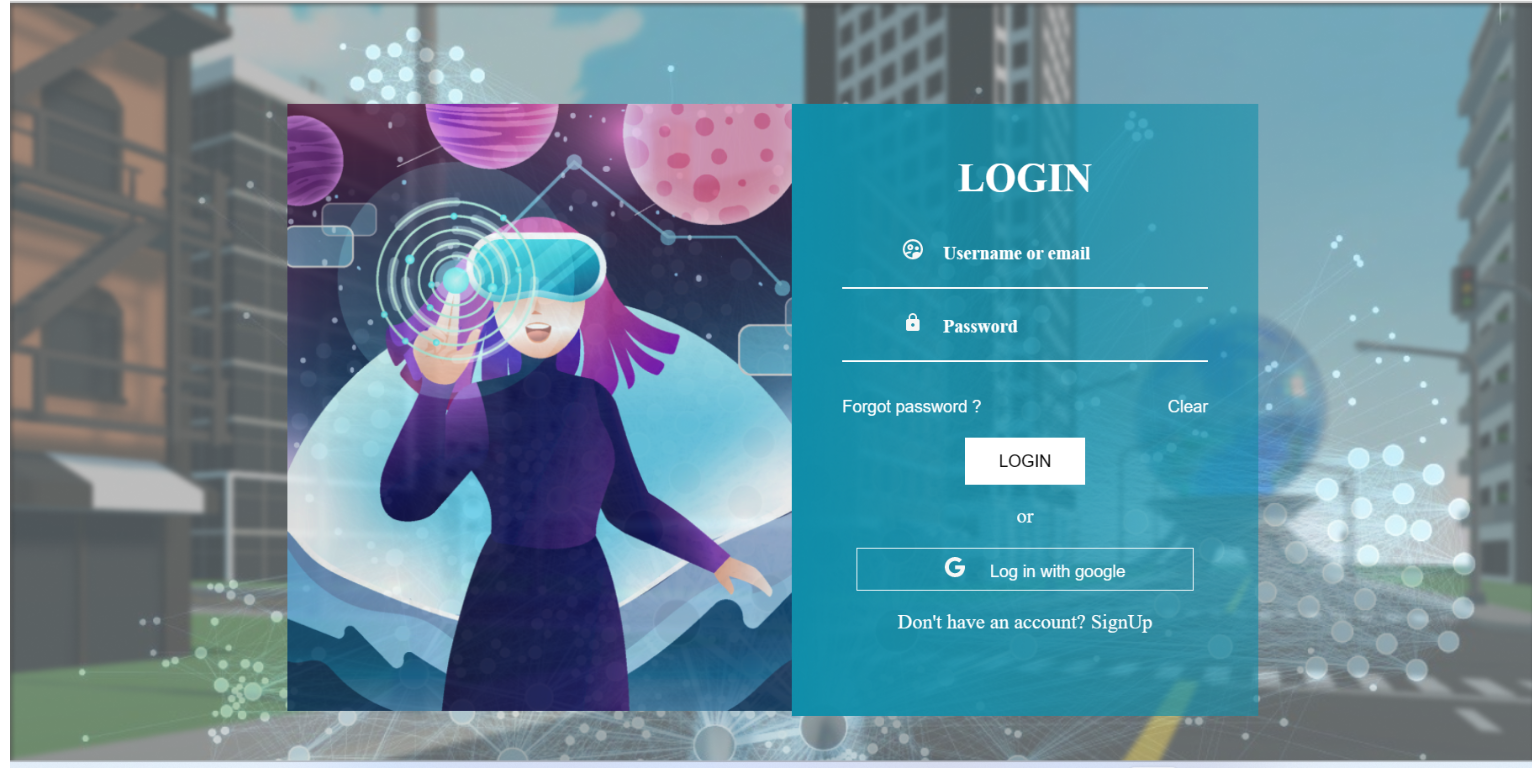 LOGIN
Username or email
Password
Forgot password ? Clear
LOGIN
or
G Log in with google
Don't have an account? SignUp